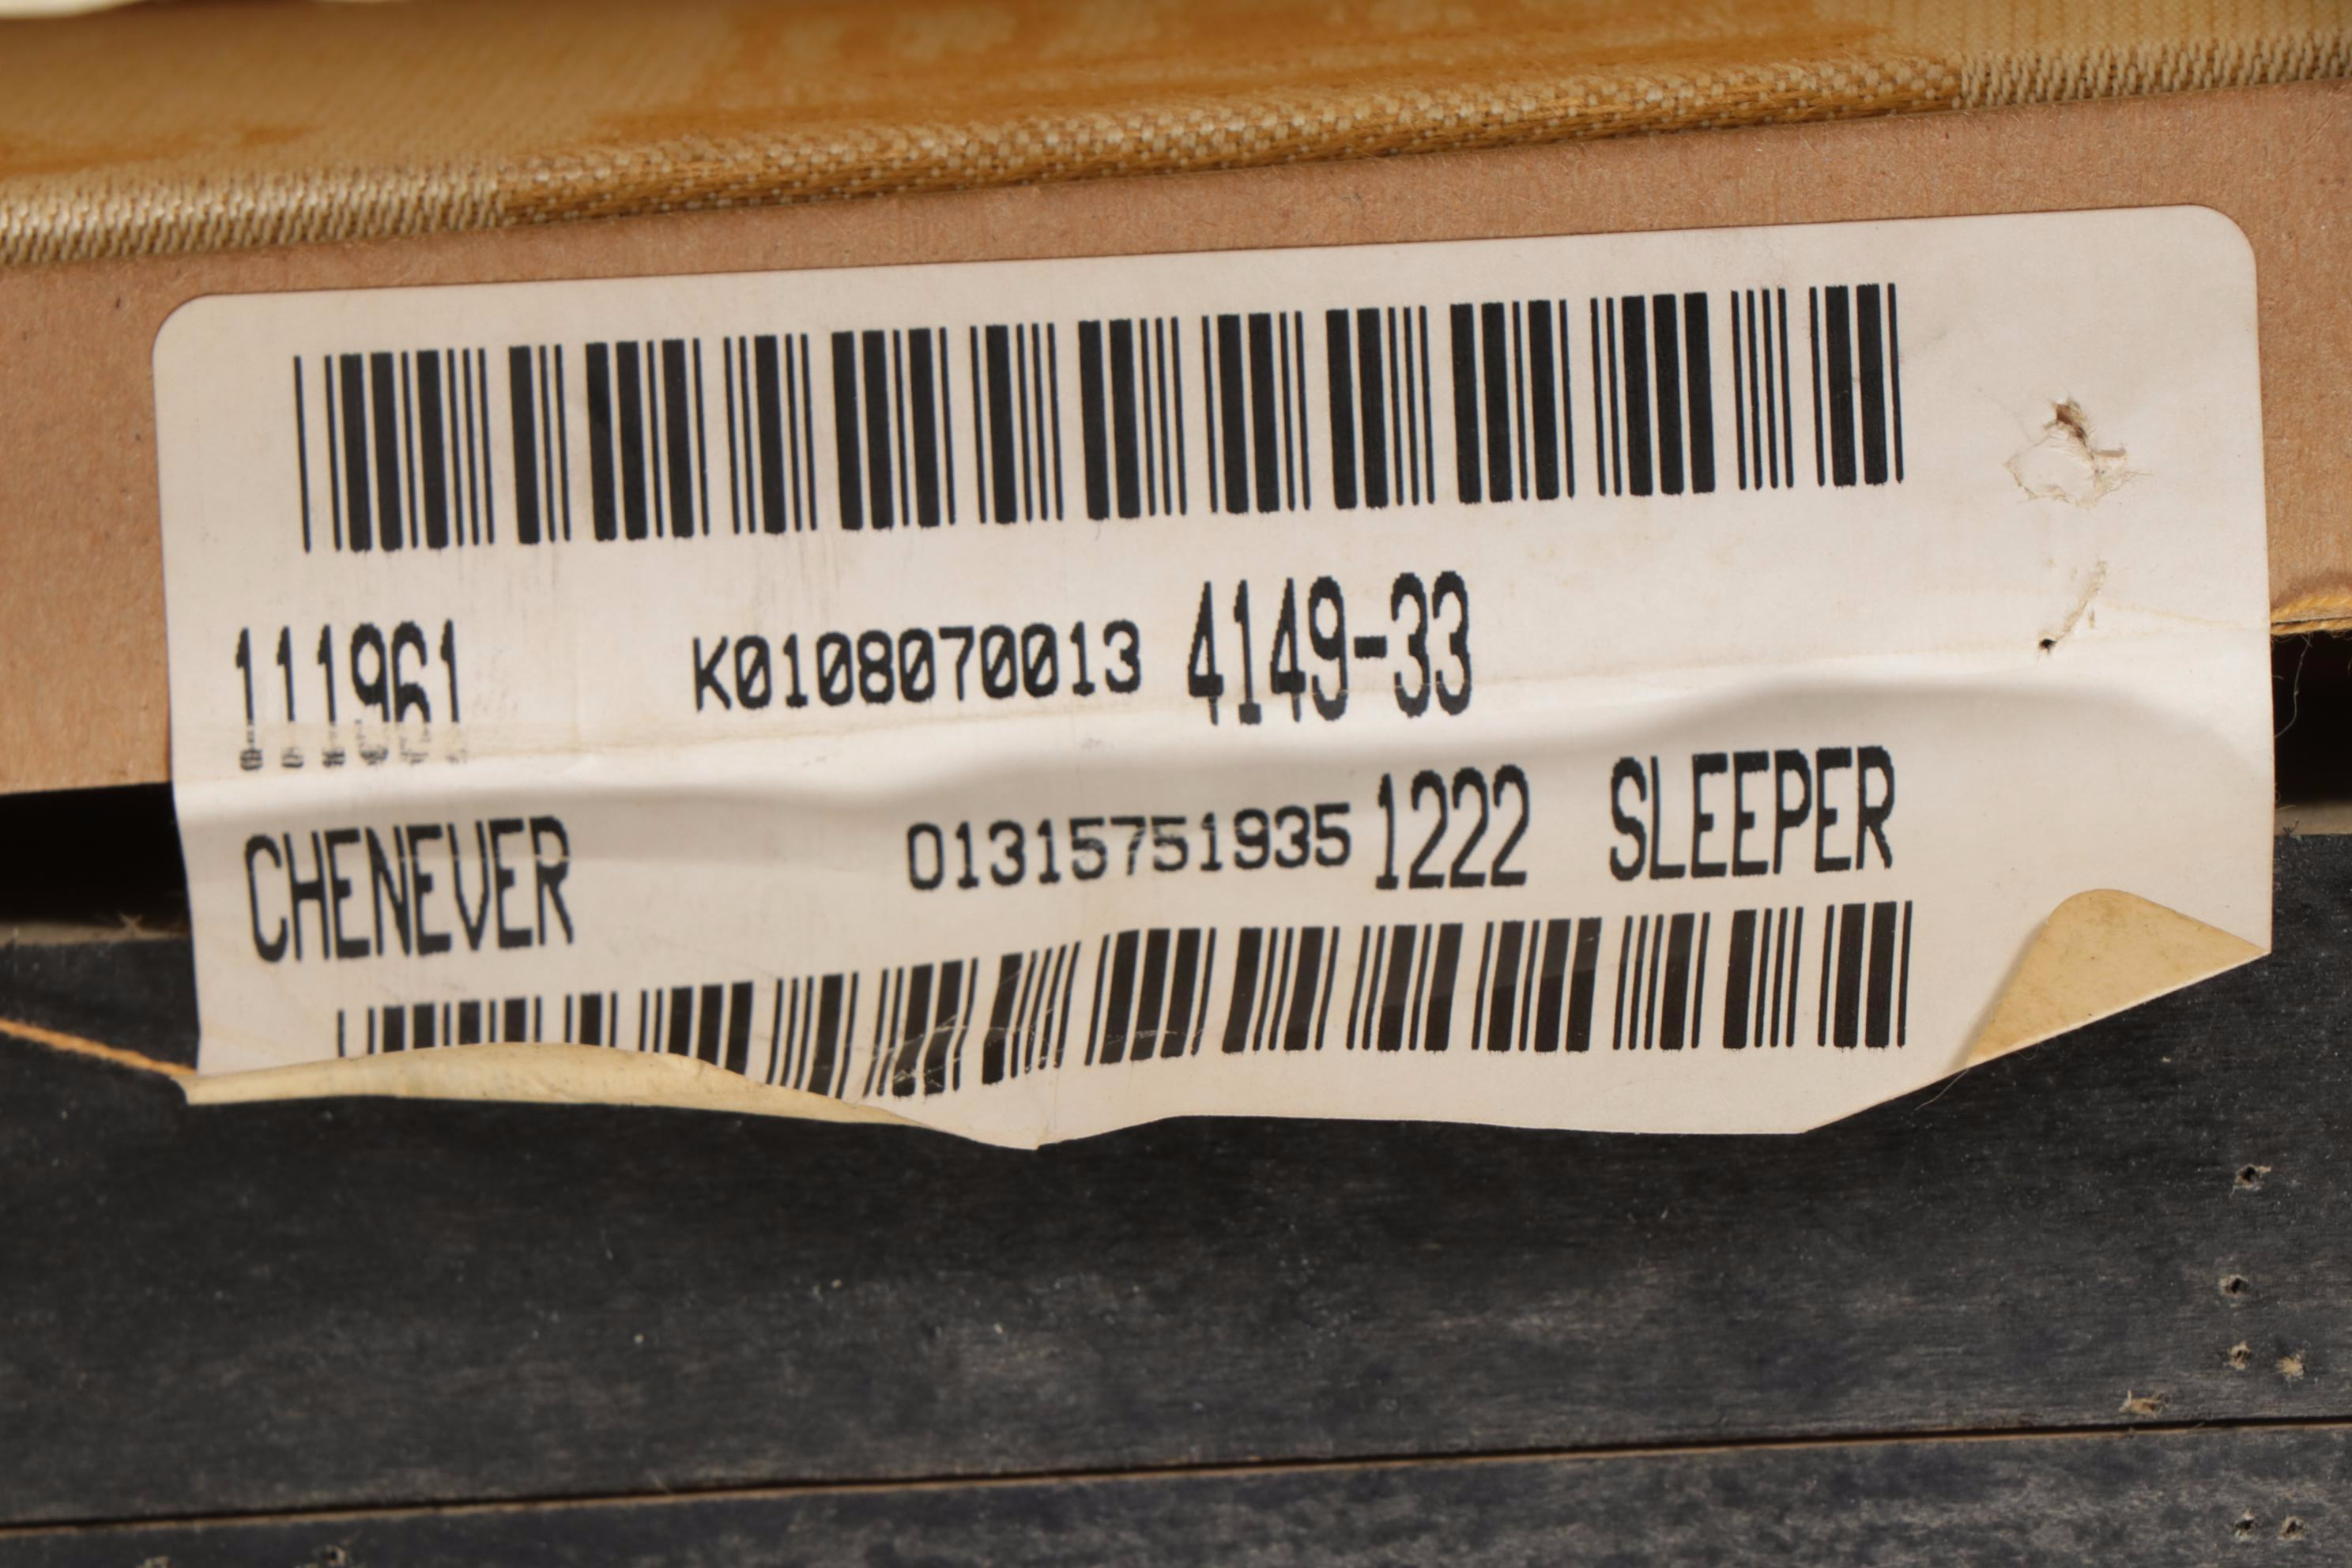 111961 K0108070013 4149-33
CHENEVER 01315751935 1222 SLEEPER